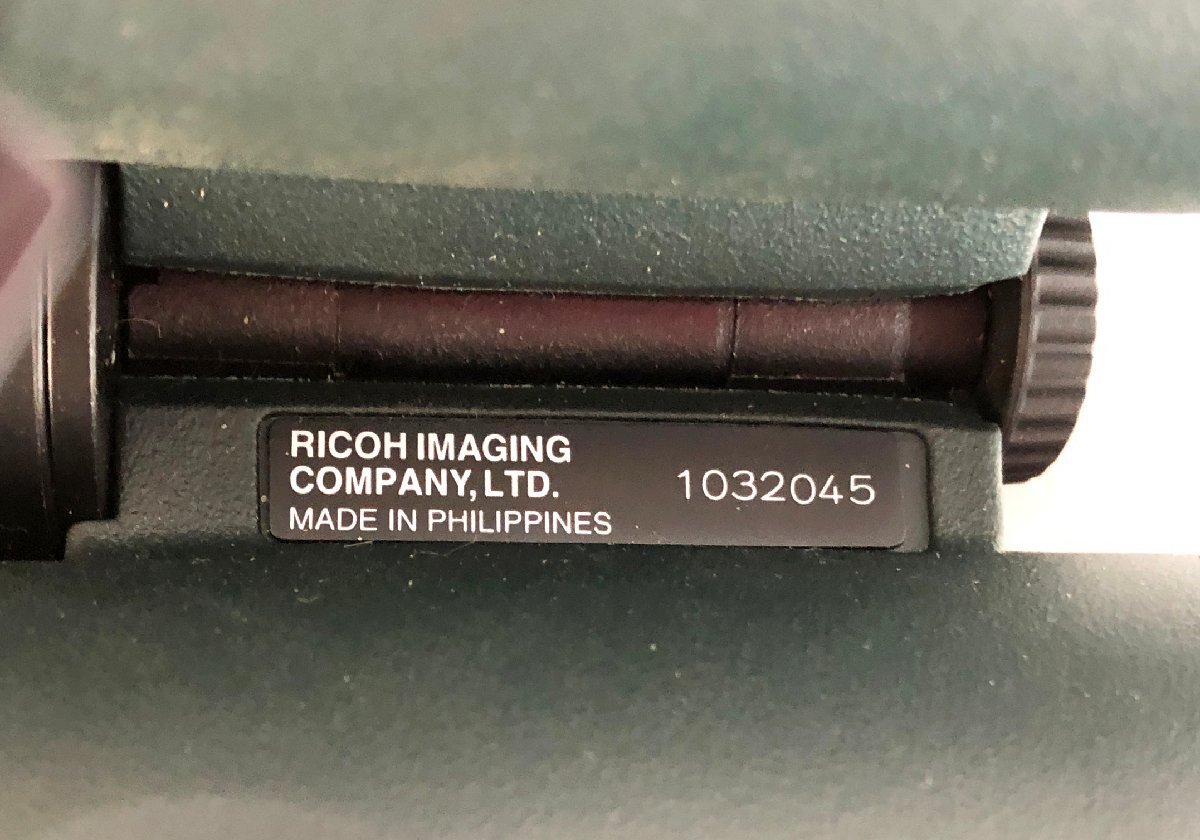 RICOH IMAGING
COMPANY, LTD.
MADE IN PHILIPPINES
1032045